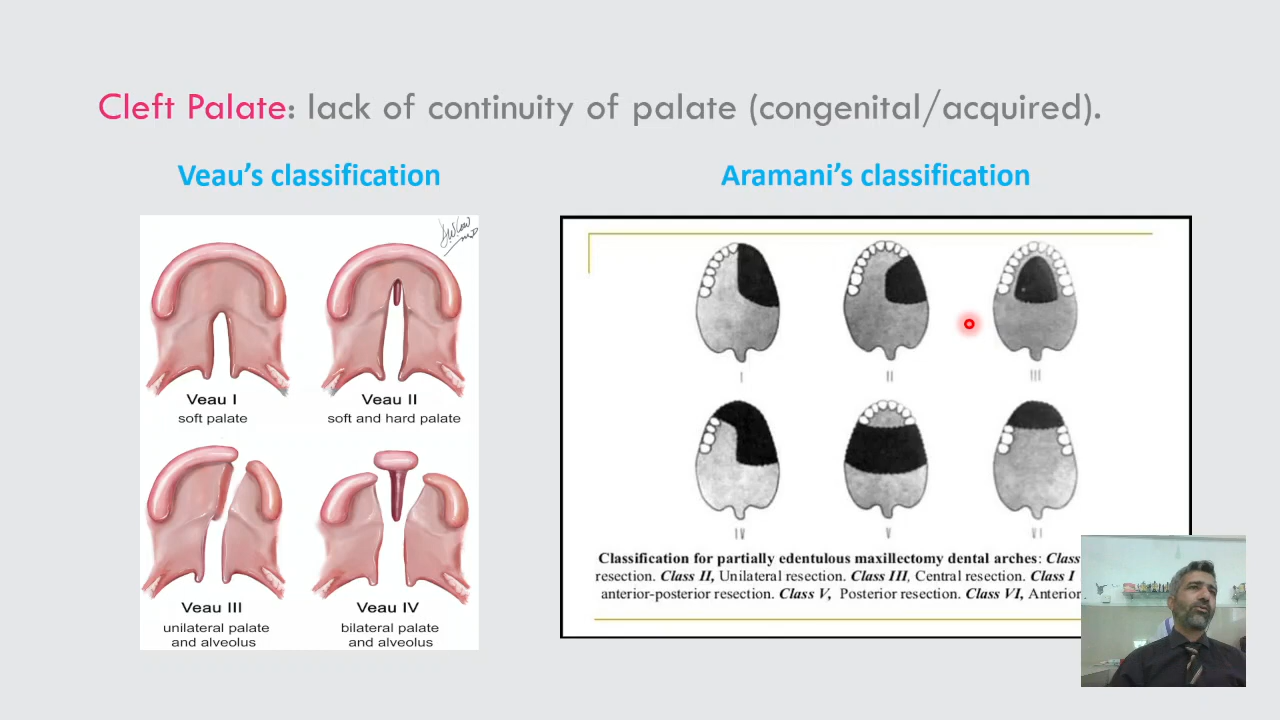 Cleft Palate: lack of continuity of palate (congenital/acquired).
Veau's classification
Aramani's classification
Veau I
soft palate
Veau II
soft and hard palate
Veau III
unilateral palate
and alveolus
Veau IV
bilateral palate
and alveolus
I
II
III
IV
V
VI
Classification for partially edentulous maxillectomy dental arches: Class
resection. Class II, Unilateral resection. Class III, Central resection. Class I
anterior-posterior resection. Class V, Posterior resection. Class VI, Anterior